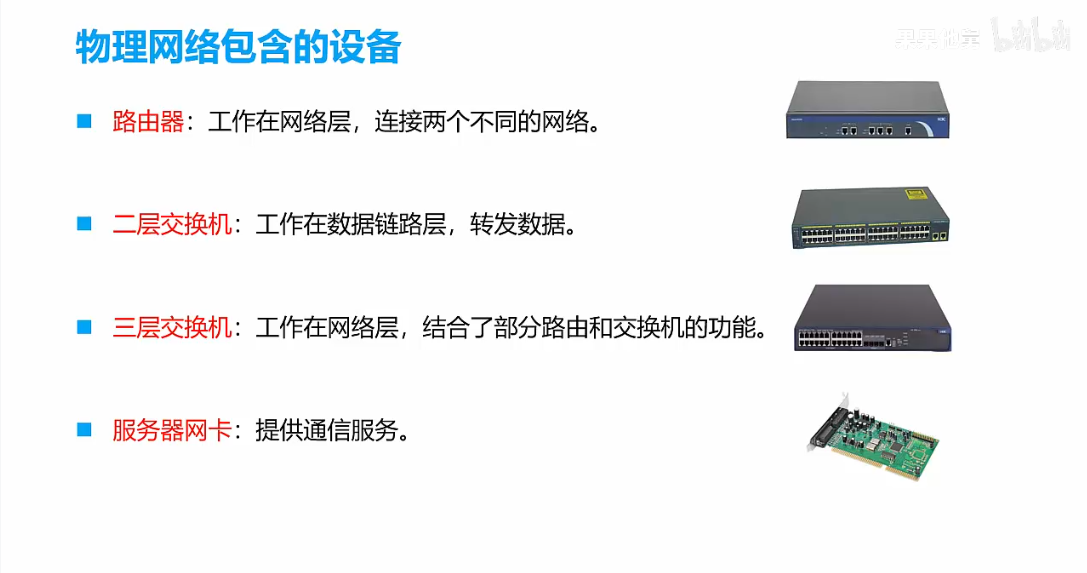 物理网络包含的设备
路由器：工作在网络层，连接两个不同的网络。
二层交换机：工作在数据链路层，转发数据。
三层交换机：工作在网络层，结合了部分路由和交换机的功能。
服务器网卡：提供通信服务。
bilibili